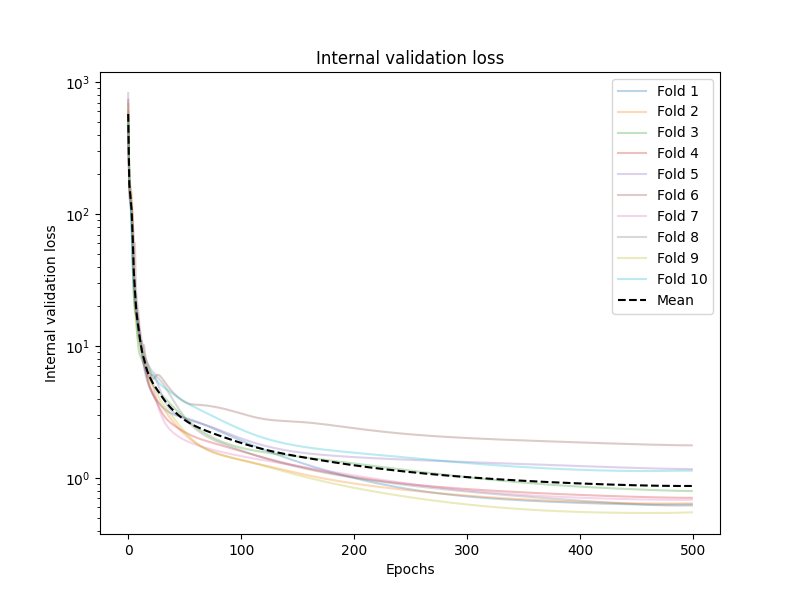 Internal validation loss
10³
10²
10¹
10⁰
Internal validation loss
0 100 200 300 400 500
Epochs
Fold 1
Fold 2
Fold 3
Fold 4
Fold 5
Fold 6
Fold 7
Fold 8
Fold 9
Fold 10
Mean